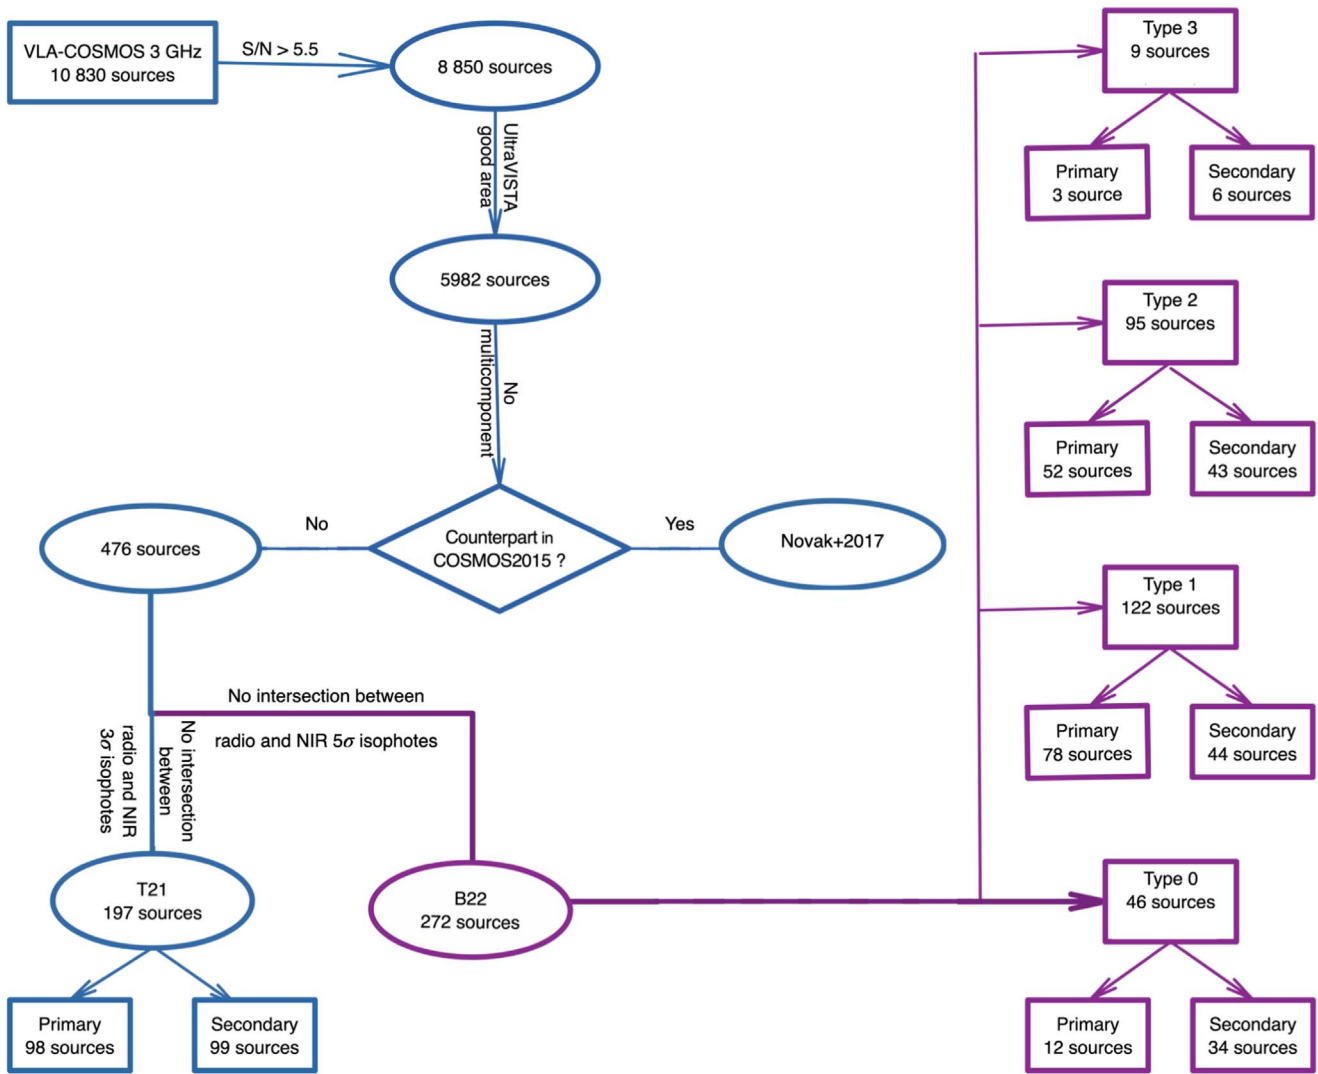 VLA-COSMOS 3 GHz
10 830 sources
S/N > 5.5
8 850 sources
UltraVISTA
good area
5982 sources
No
multicomponent
Counterpart in
COSMOS2015 ?
No
476 sources
Yes
Novak+2017
No intersection between
radio and NIR 5σ isophotes
No intersection
between
radio and NIR
3σ isophotes
T21
197 sources
Primary
98 sources
Secondary
99 sources
B22
272 sources
Type 3
9 sources
Primary
3 source
Secondary
6 sources
Type 2
95 sources
Primary
52 sources
Secondary
43 sources
Type 1
122 sources
Primary
78 sources
Secondary
44 sources
Type 0
46 sources
Primary
12 sources
Secondary
34 sources